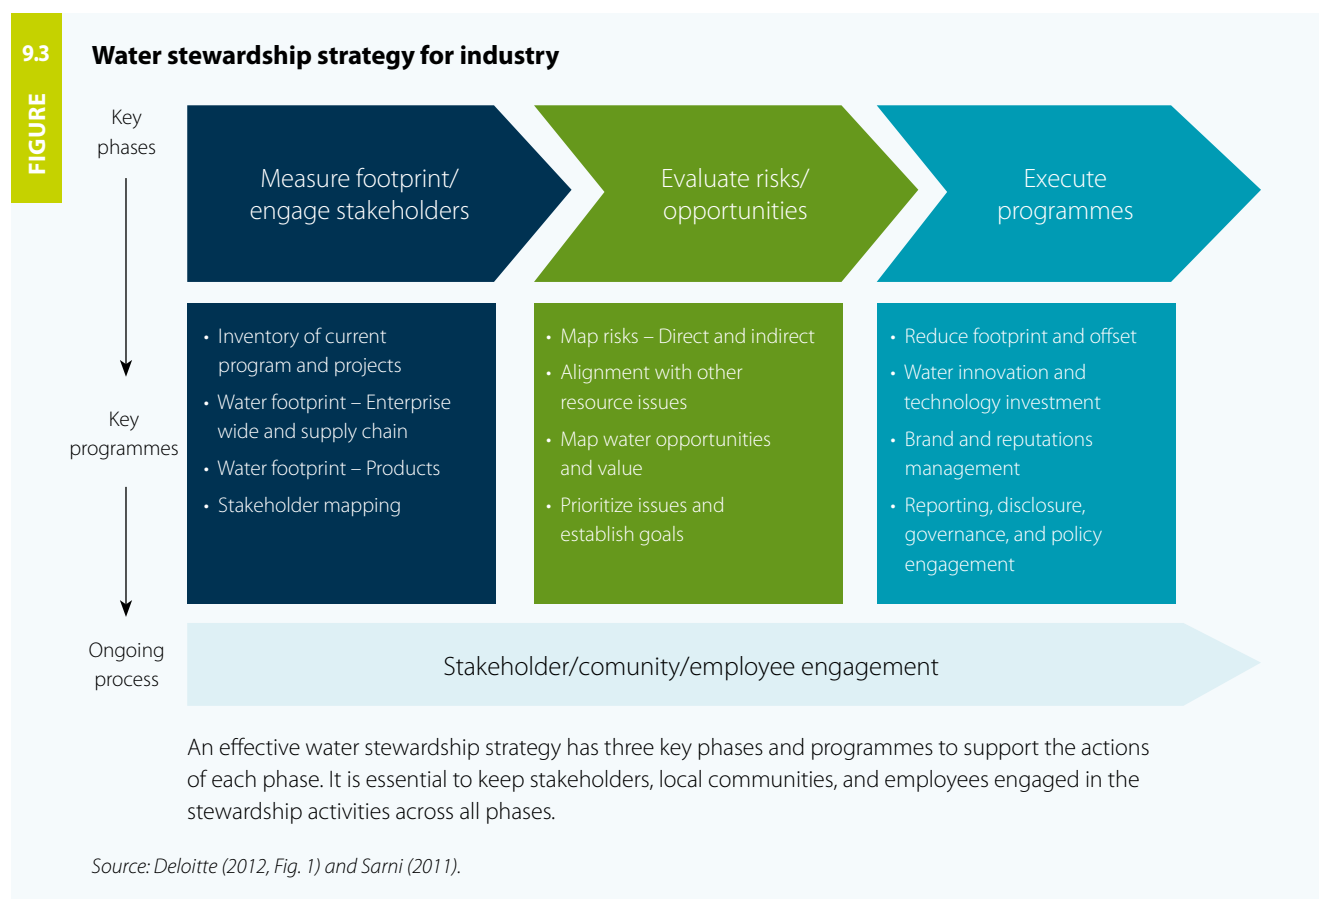 9.3
FIGURE
Water stewardship strategy for industry
Key
phases
Measure footprint/
engage stakeholders
Evaluate risks/
opportunities
Execute
programmes
Key
programmes
• Inventory of current
program and projects
• Water footprint – Enterprise
wide and supply chain
• Water footprint – Products
• Stakeholder mapping
• Map risks – Direct and indirect
• Alignment with other
resource issues
• Map water opportunities
and value
• Prioritize issues and
establish goals
• Reduce footprint and offset
• Water innovation and
technology investment
• Brand and reputations
management
• Reporting, disclosure,
governance, and policy
engagement
Ongoing
process
Stakeholder/comunity/employee engagement
An effective water stewardship strategy has three key phases and programmes to support the actions
of each phase. It is essential to keep stakeholders, local communities, and employees engaged in the
stewardship activities across all phases.
Source: Deloitte (2012, Fig. 1) and Sarni (2011).